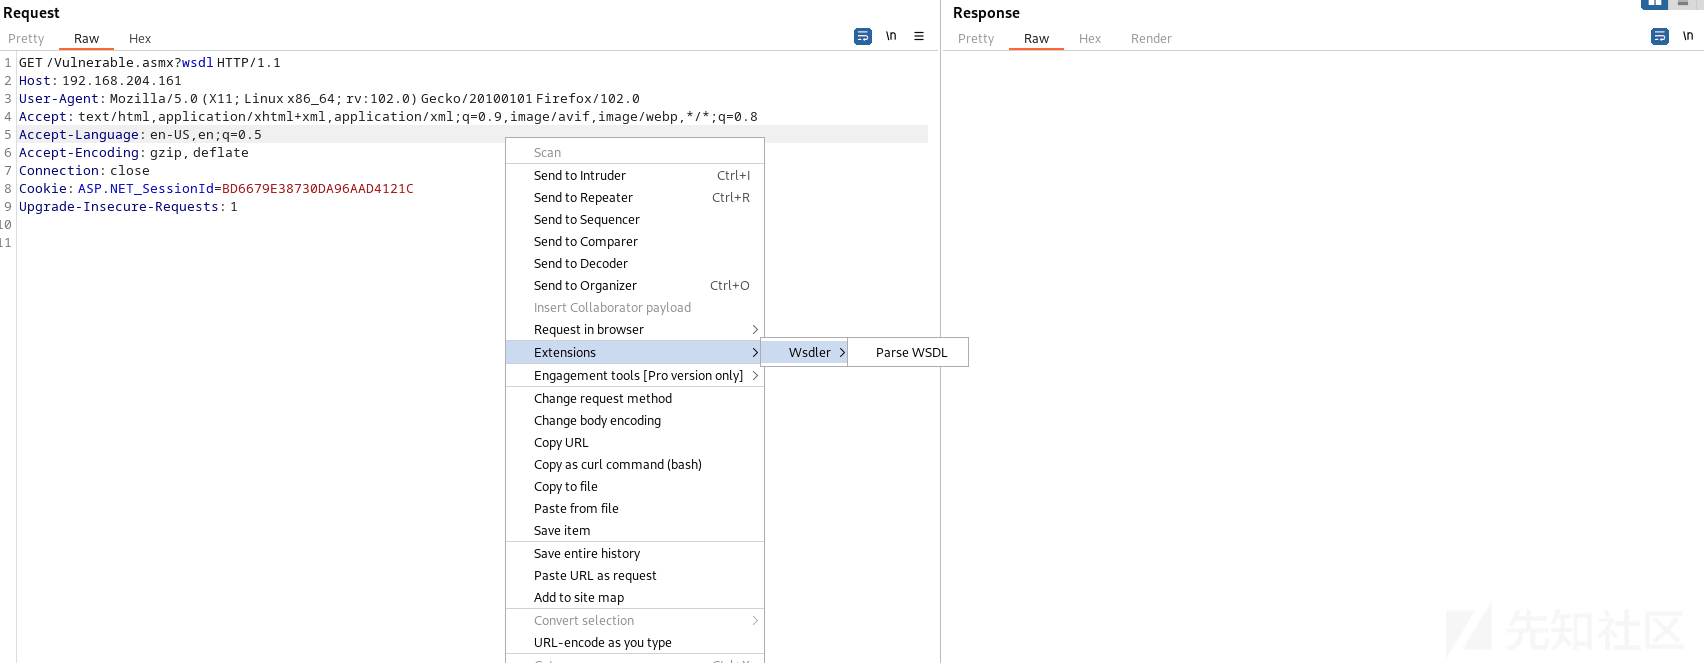 Request
Pretty Raw Hex
\n
1 GET /Vulnerable.asmx?wsdl HTTP/1.1
2 Host: 192.168.204.161
3 User-Agent: Mozilla/5.0 (X11; Linux x86_64; rv:102.0) Gecko/20100101 Firefox/102.0
4 Accept: text/html,application/xhtml+xml,application/xml;q=0.9,image/avif,image/webp,*/*;q=0.8
5 Accept-Language: en-US,en;q=0.5
6 Accept-Encoding: gzip, deflate
7 Connection: close
8 Cookie: ASP.NET_SessionId=BD6679E38730DA96AAD4121C
9 Upgrade-Insecure-Requests: 1
10
11
Scan
Send to Intruder Ctrl+I
Send to Repeater Ctrl+R
Send to Sequencer
Send to Comparer
Send to Decoder
Send to Organizer Ctrl+O
Insert Collaborator payload
Request in browser
Extensions
Wsdler
Parse WSDL
Engagement tools [Pro version only]
Change request method
Change body encoding
Copy URL
Copy as curl command (bash)
Copy to file
Paste from file
Save item
Save entire history
Paste URL as request
Add to site map
Convert selection
URL-encode as you type
Response
Pretty Raw Hex Render
\n
先知社区